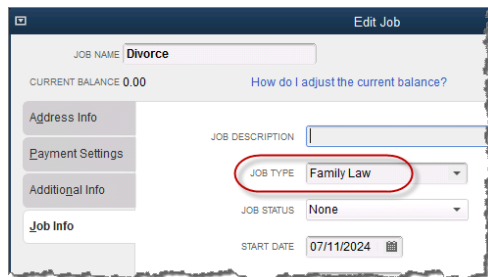 Edit Job
JOB NAME Divorce
CURRENT BALANCE 0.00 How do I adjust the current balance?
Address Info
Payment Settings
Additional Info
Job Info
JOB DESCRIPTION
JOB TYPE Family Law
JOB STATUS None
START DATE 07/11/2024